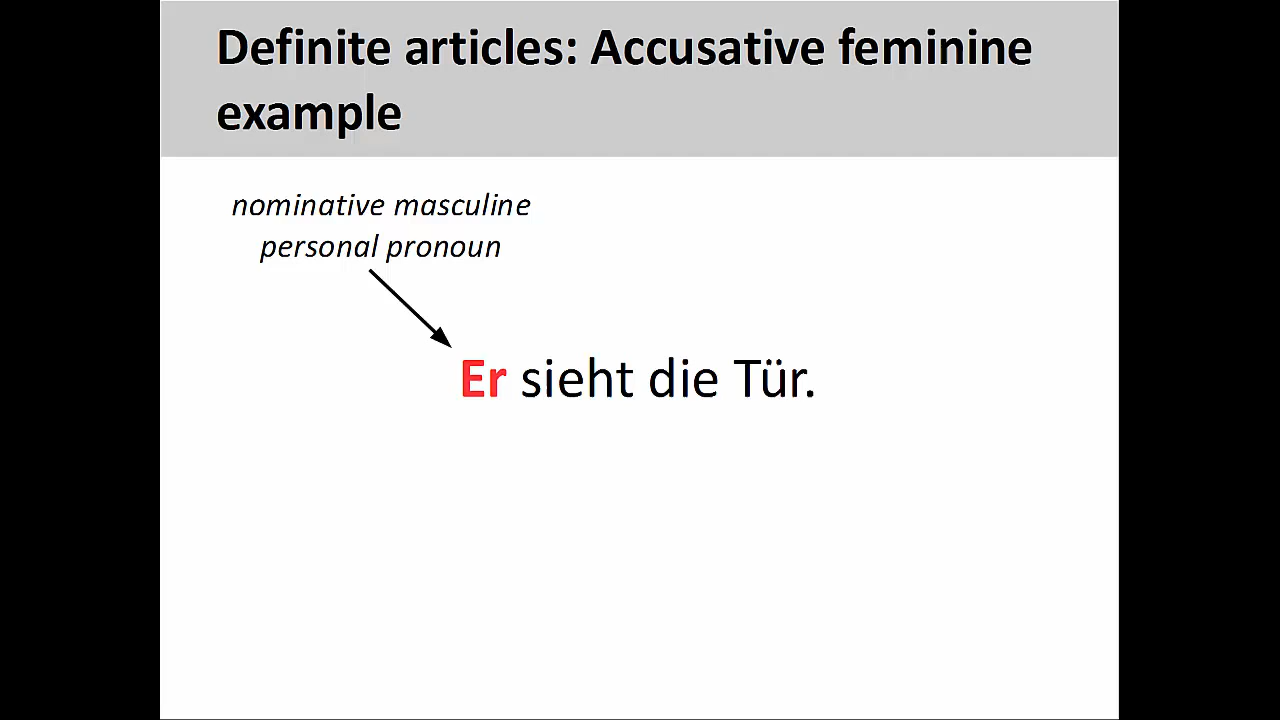 Definite articles: Accusative feminine
example
nominative masculine
personal pronoun
Er sieht die Tür.